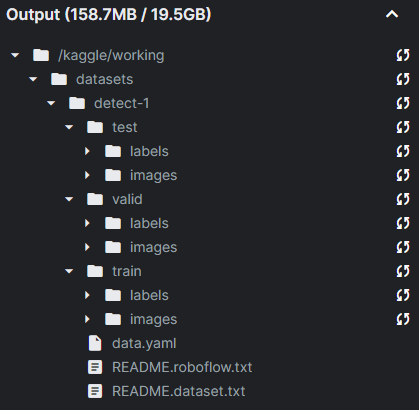 Output (158.7MB / 19.5GB)
/kaggle/working
datasets
detect-1
test
labels
images
valid
labels
images
train
labels
images
data.yaml
README.roboflow.txt
README.dataset.txt